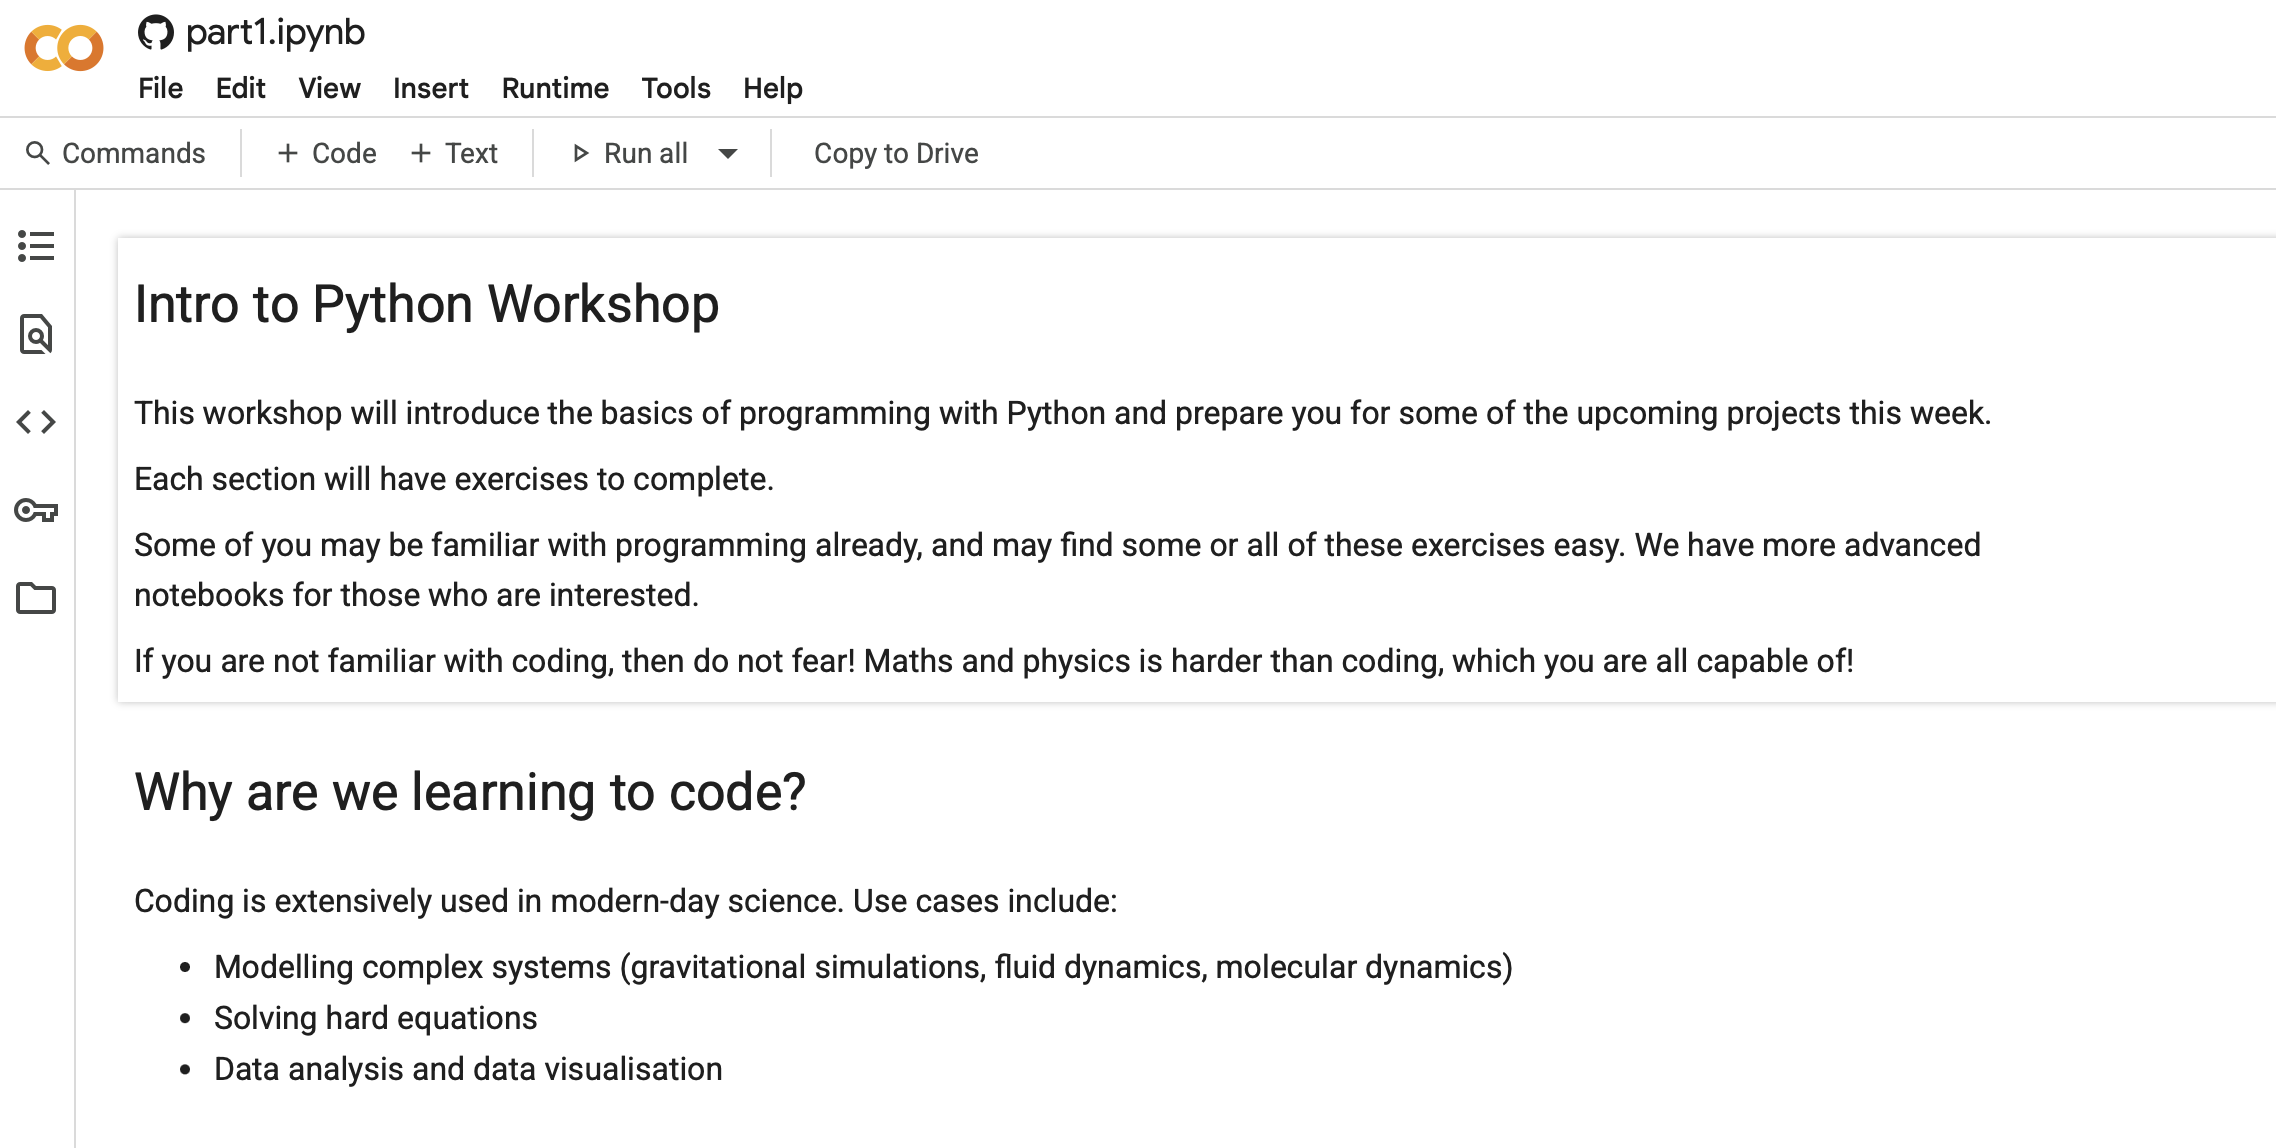 part1.ipynb
File Edit View Insert Runtime Tools Help
Commands + Code + Text Run all Copy to Drive
Intro to Python Workshop
This workshop will introduce the basics of programming with Python and prepare you for some of the upcoming projects this week.
Each section will have exercises to complete.
Some of you may be familiar with programming already, and may find some or all of these exercises easy. We have more advanced
notebooks for those who are interested.
If you are not familiar with coding, then do not fear! Maths and physics is harder than coding, which you are all capable of!
Why are we learning to code?
Coding is extensively used in modern-day science. Use cases include:
• Modelling complex systems (gravitational simulations, fluid dynamics, molecular dynamics)
• Solving hard equations
• Data analysis and data visualisation